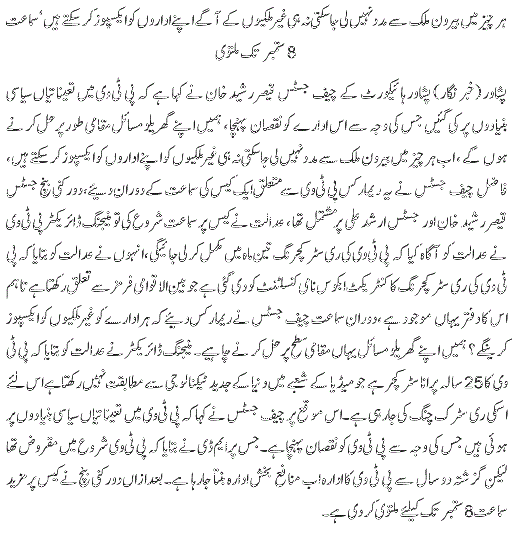 ہر چیز میں بیرون ملک سے مدد نہیں لی جاسکتی نہ ہی غیر ملکیوں کے آگے اپنے اداروں کو ایکسپوز کر سکتے ہیں‘ سماعت
8 ستمبر تک ملتوی
پشاور (خبر نگار) پشاور ہائیکورٹ کے چیف جسٹس قیصر رشید خان نے کہا ہے کہ پی ٹی وی میں تعیناتیاں سیاسی
بنیادوں پر کی گئیں جس کی وجہ سے اس ادارے کو نقصان پہنچا، ہمیں اپنے گھریلو مسائل مقامی طور پر حل کرنے
ہوں گے، اب ہر چیز میں بیرون ملک سے مدد نہیں لی جاسکتی نہ ہی غیر ملکیوں کو اپنے اداروں کو ایکسپوز کر سکتے ہیں،
فاضل چیف جسٹس نے یہ ریمارکس پی ٹی وی سے متعلق ایک کیس کی سماعت کے دوران دیئے، دو رکنی بنچ جسٹس
قیصر رشید خان اور جسٹس ارشد علی پر مشتمل تھا، عدالت نے کیس پر سماعت شروع کی تو منیجنگ ڈائریکٹر پی ٹی وی
نے عدالت کو آگاہ کیا کہ پی ٹی وی کی ری سٹرکچرنگ تین ماہ میں مکمل کر لی جائیگی، انہوں نے عدالت کو بتایا کہ پی
ٹی وی کی ری سٹرکچرنگ کا کنٹریکٹ ایکوس نامی کنسلٹنٹ کو دی گئی ہے جو بین الاقوامی فرمز سے تعلق رکھتا ہے تاہم
اس کا دفتر یہاں موجود ہے، دوران سماعت چیف جسٹس نے ریمارکس دیئے کہ ہر ادارے کو غیر ملکیوں کو ایکسپوز
کرینگے؟ ہمیں اپنے گھریلو مسائل یہاں مقامی سطح پر حل کرنے چاہیے۔ منیجنگ ڈائریکٹر نے عدالت کو بتایا کہ پی ٹی
وی کا 25 سالہ پرانا سٹرکچر ہے جو میڈیا کے شعبے میں دنیا کے جدید ٹیکنالوجی سے مطابقت نہیں رکھتا ہے اس لئے
اسکی ری سٹرکچنگ کی جارہی ہے۔ اس موقع پر چیف جسٹس نے کہا کہ پی ٹی وی میں تعیناتیاں سیاسی بنیادوں پر
ہوئی ہیں جس کی وجہ سے پی ٹی وی کو نقصان پہنچا ہے۔ جس پر ایم ڈی نے بتایا کہ پی ٹی وی شروع میں مقروض تھا
لیکن گزشتہ دو سال سے پی ٹی وی کا ادارہ اب منافع بخش ادارہ بنتا جارہا ہے۔ بعد ازاں دو رکنی بنچ نے کیس پر مزید
سماعت 8 ستمبر تک کیلئے ملتوی کر دی ہے۔